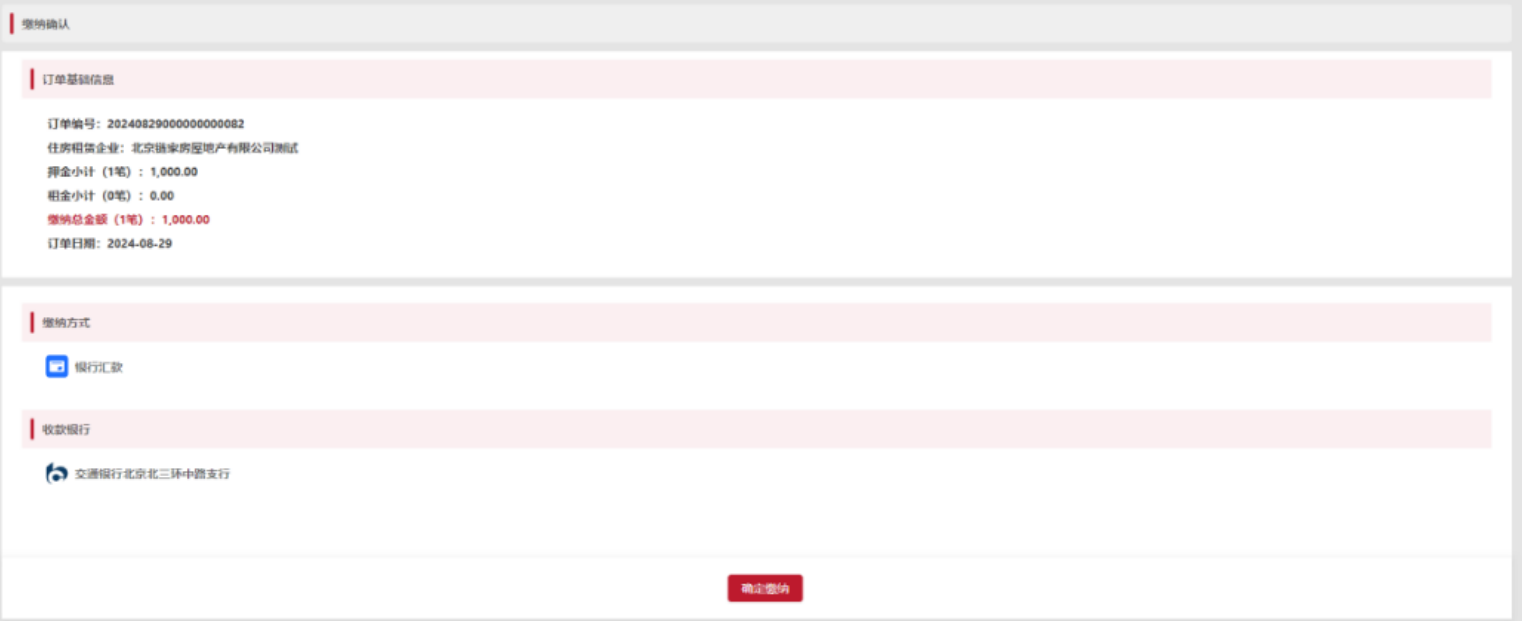 缴纳确认
订单基础信息
订单编号：20240829000000000082
住房租赁企业：北京链家房屋地产有限公司测试
押金小计（1笔）：1,000.00
租金小计（0笔）：0.00
缴纳总金额（1笔）：1,000.00
订单日期：2024-08-29
缴纳方式
银行汇款
收款银行
交通银行北京北三环中路支行
确定缴纳